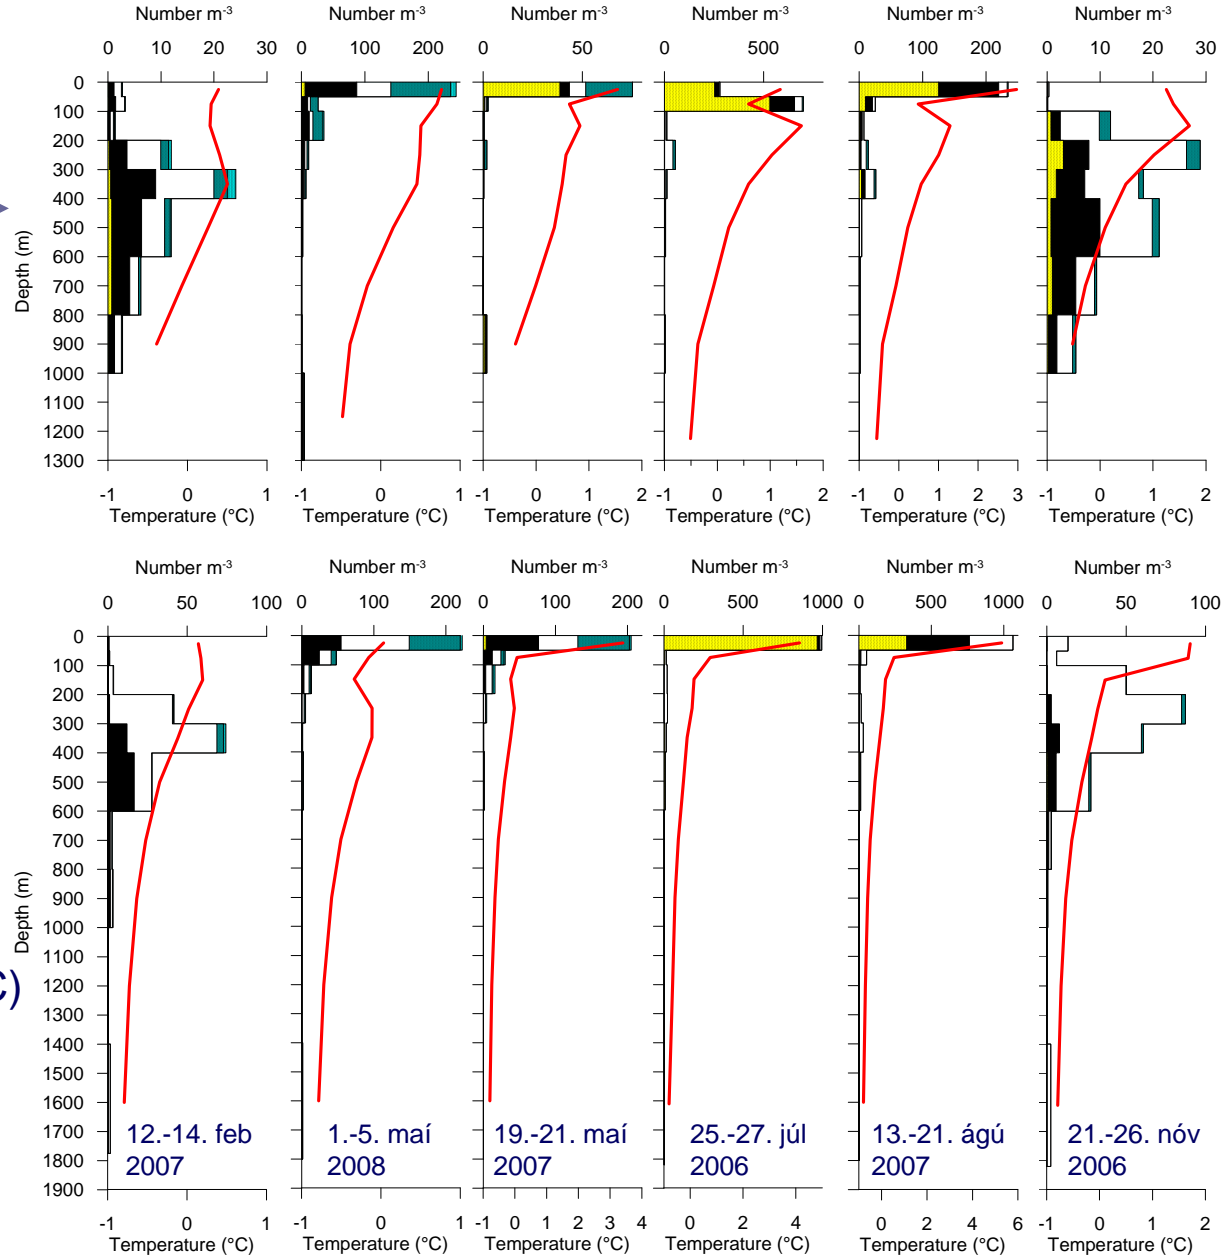 Number m-3 Number m-3 Number m-3 Number m-3 Number m-3 Number m-3
0 10 20 30 0 100 200 0 50 0 500 0 100 200 0 10 20 30
0
100
200
300
400
500
600
700
800
900
1000
1100
1200
1300
Depth (m)
-1 0 1 -1 0 1 -1 0 1 2 -1 0 1 2 -1 0 1 2 3 -1 0 1 2
Temperature (°C) Temperature (°C) Temperature (°C) Temperature (°C) Temperature (°C) Temperature (°C)
Number m-3 Number m-3 Number m-3 Number m-3 Number m-3 Number m-3
0 50 100 0 100 200 0 100 200 0 500 1000 0 500 1000 0 50 100
0
100
200
300
400
500
600
700
800
900
1000
1100
1200
1300
1400
1500
1600
1700
1800
1900
Depth (m)
C)
12.-14. feb 1.-5. maí 19.-21. maí 25.-27. júl 13.-21. ágú 21.-26. nóv
2007 2008 2007 2006 2007 2006
-1 0 1 -1 0 1 -1 0 1 2 3 4 -1 0 2 4 0 2 4 6 -1 0 1 2
Temperature (°C) Temperature (°C) Temperature (°C) Temperature (°C) Temperature (°C) Temperature (°C)